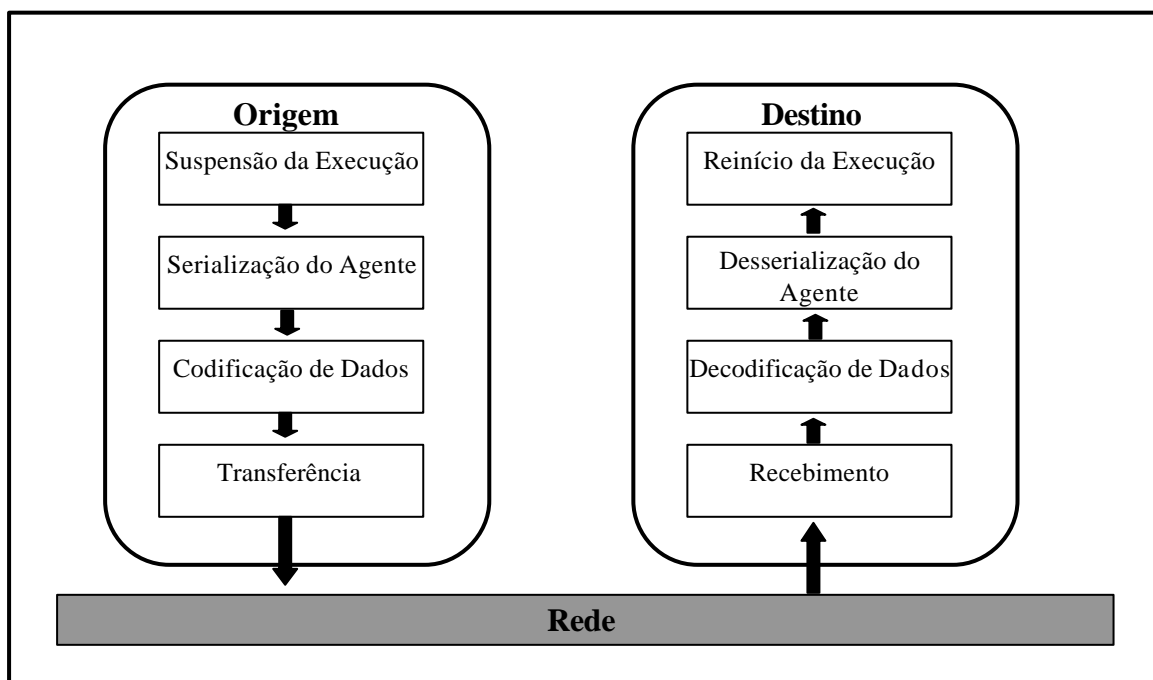 Origem
Suspensão da Execução
Serialização do Agente
Codificação de Dados
Transferência
Destino
Reinício da Execução
Desserialização do
Agente
Decodificação de Dados
Recebimento
Rede